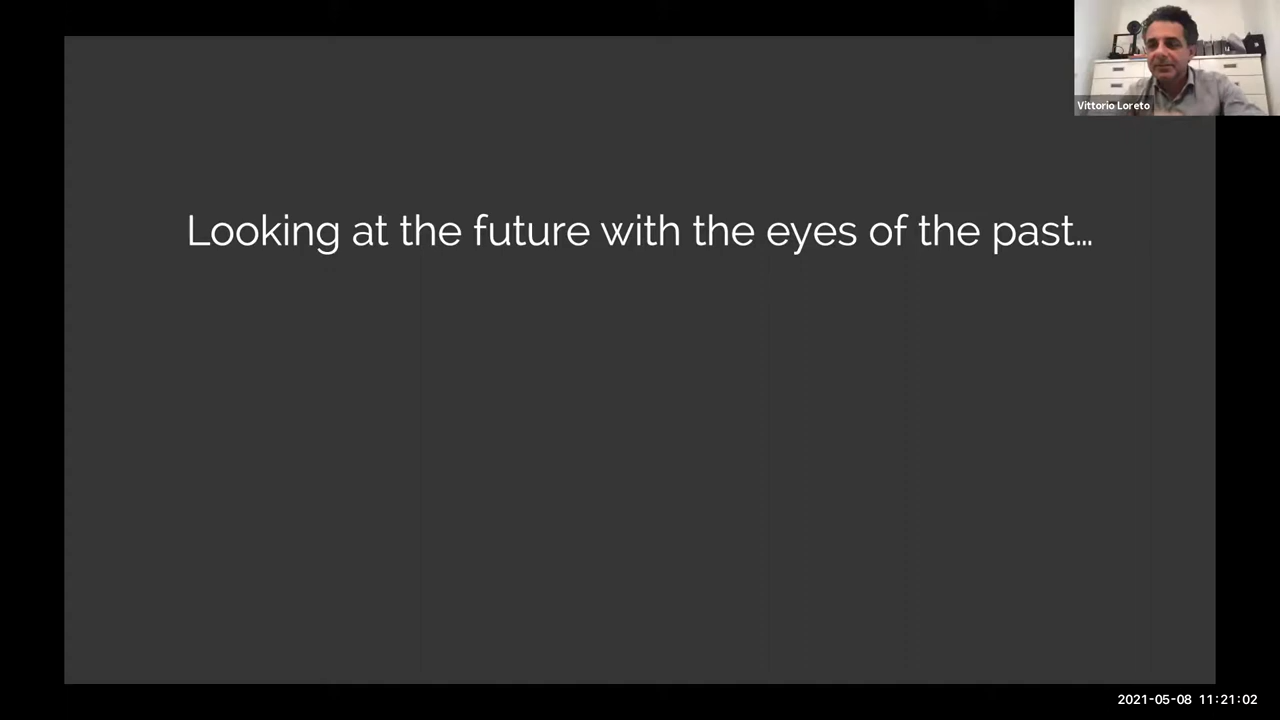 Vittorio Loreto
Looking at the future with the eyes of the past...
2021-05-08 11:21:02